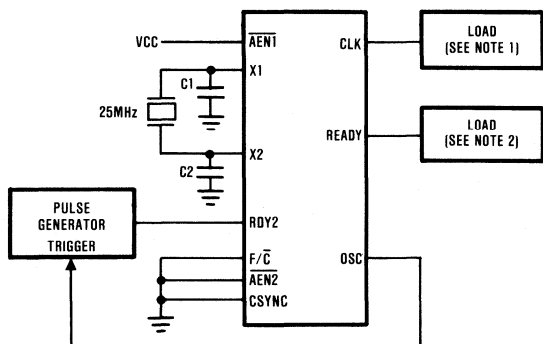 VCC
AEN1
X1
C1
25MHz
X2
C2
PULSE
GENERATOR
TRIGGER
RDY2
F/C
AEN2
CSYNC
CLK
READY
OSC
LOAD
(SEE NOTE 1)
LOAD
(SEE NOTE 2)